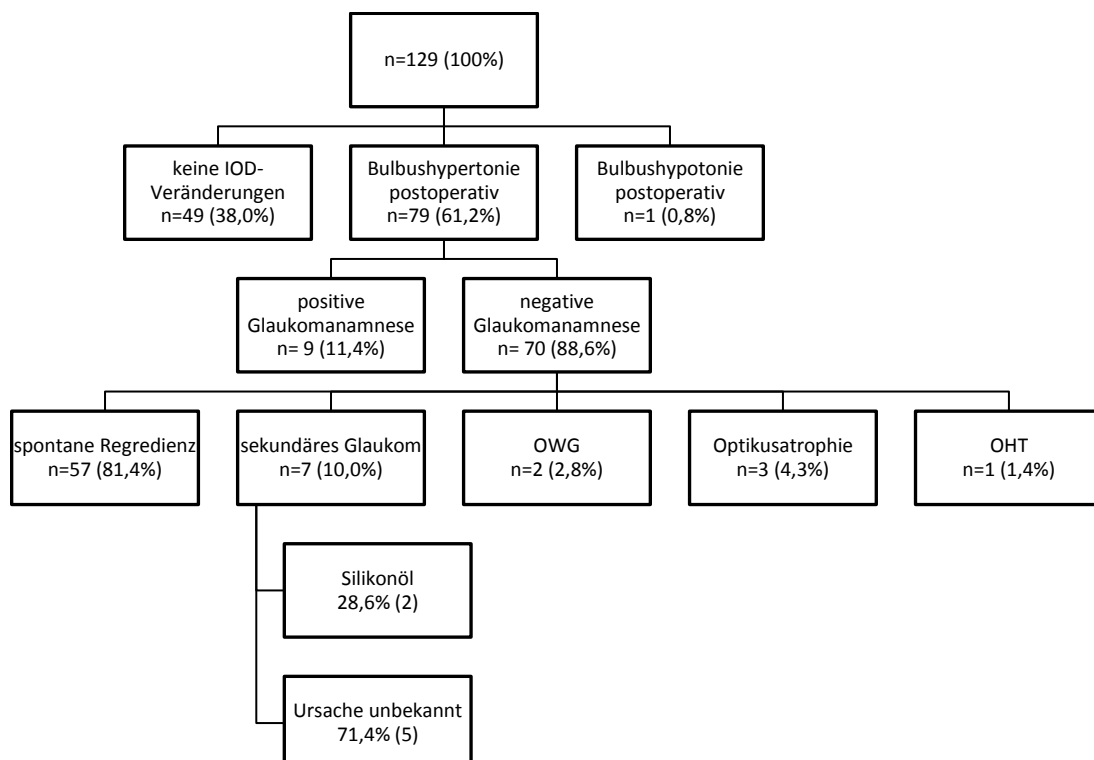 n=129 (100%)
keine IOD-
Veränderungen
n=49 (38,0%)
Bulbushypertonie
postoperativ
n=79 (61,2%)
Bulbushypotonie
postoperativ
n=1 (0,8%)
positive
Glaukomanamnese
n= 9 (11,4%)
negative
Glaukomanamnese
n= 70 (88,6%)
spontane Regredienz
n=57 (81,4%)
sekundäres Glaukom
n=7 (10,0%)
OWG
n=2 (2,8%)
Optikusatrophie
n=3 (4,3%)
OHT
n=1 (1,4%)
Silikonöl
28,6% (2)
Ursache unbekannt
71,4% (5)